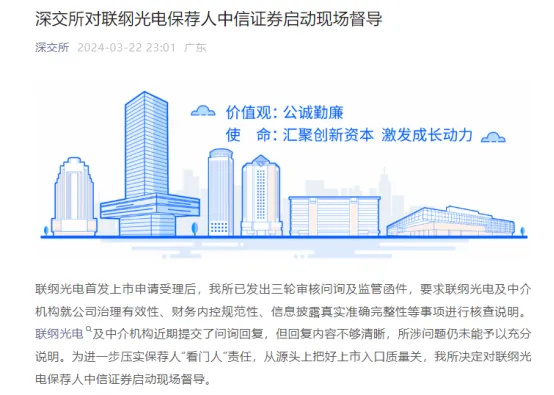 深交所对联纲光电保荐人中信证券启动现场督导
深交所 2024-03-22 23:01 广东
价值观：公诚勤廉
使 命：汇聚创新资本 激发成长动力
联纲光电首发上市申请受理后，我所已发出三轮审核问询及监管函件，要求联纲光电及中介
机构就公司治理有效性、财务内控规范性、信息披露真实准确完整性等事项进行核查说明。
联纲光电及中介机构近期提交了问询回复，但回复内容不够清晰，所涉问题仍未能予以充分
说明。为进一步压实保荐人“看门人”责任，从源头上把好上市入口质量关，我所决定对联纲光
电保荐人中信证券启动现场督导。